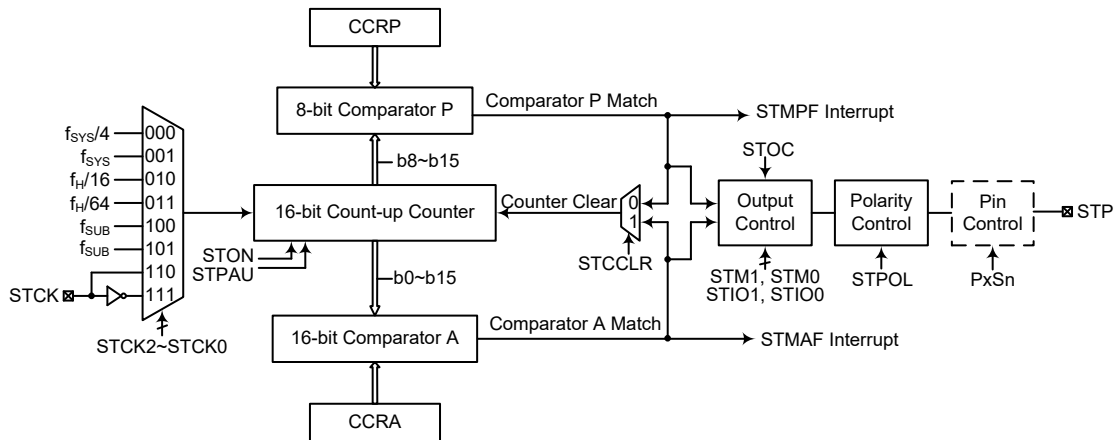 CCRP
8-bit Comparator P
Comparator P Match
STMPF Interrupt
fSYS/4
000
fSYS
001
fH/16
010
fH/64
011
fSUB
100
fSUB
101
110
111
STCK
STCK2~STCK0
b8~b15
16-bit Count-up Counter
STON
STPAU
b0~b15
Counter Clear
0
1
STCCLR
STOC
Output
Control
STM1, STM0
STIO1, STIO0
Polarity
Control
STPOL
Pin
Control
PxSn
STP
16-bit Comparator A
Comparator A Match
STMAF Interrupt
CCRA